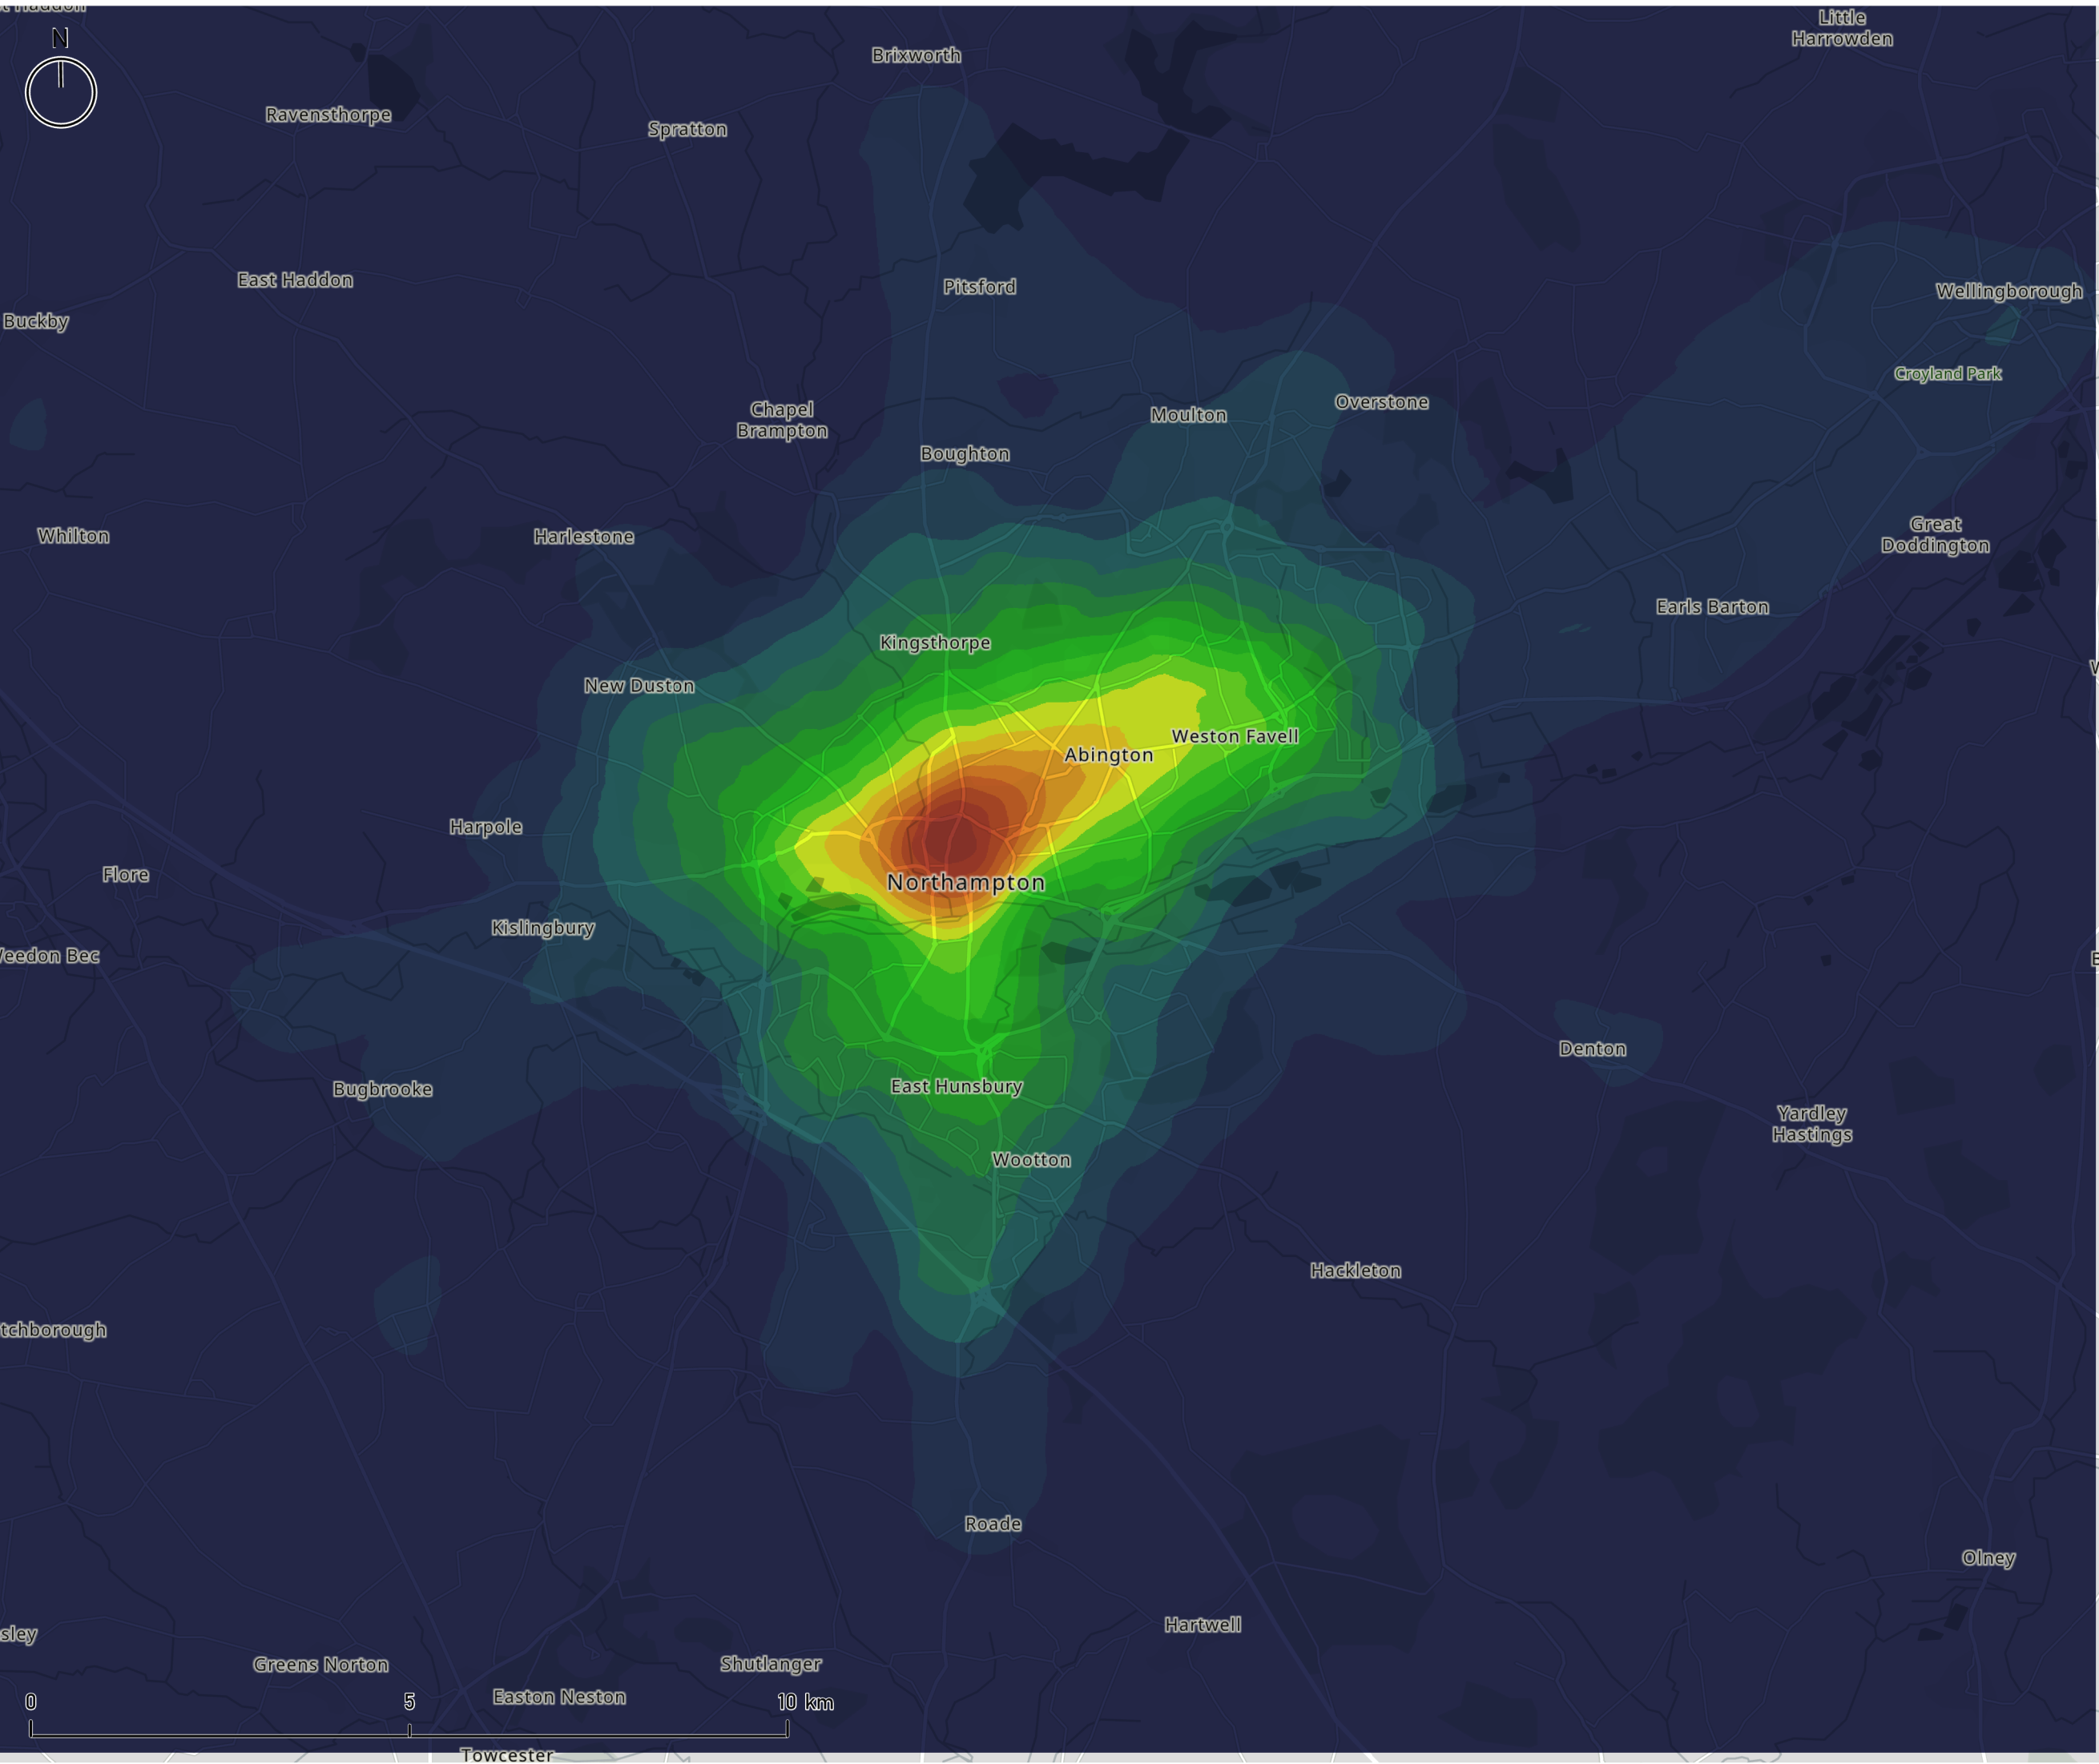 t Haddon
N
Brixworth
Little
Harrowden
Ravensthorpe
Spratton
East Haddon
Pitsford
Wellingborough
Buckby
Croyland Park
Chapel
Brampton
Moulton
Overstone
Boughton
Whilton
Harlestone
Great
Doddington
Earls Barton
Kingsthorpe
New Duston
W
Weston Favell
Abington
Harpole
Flore
Northampton
Kislingbury
Weedon Bec
B
Denton
Bugbrooke
East Hunsbury
Yardley
Hastings
Wootton
Hackleton
tchborough
Roade
Olney
Hartwell
sley
Greens Norton
Shutlanger
Easton Neston
0 5 10 km
Towcester